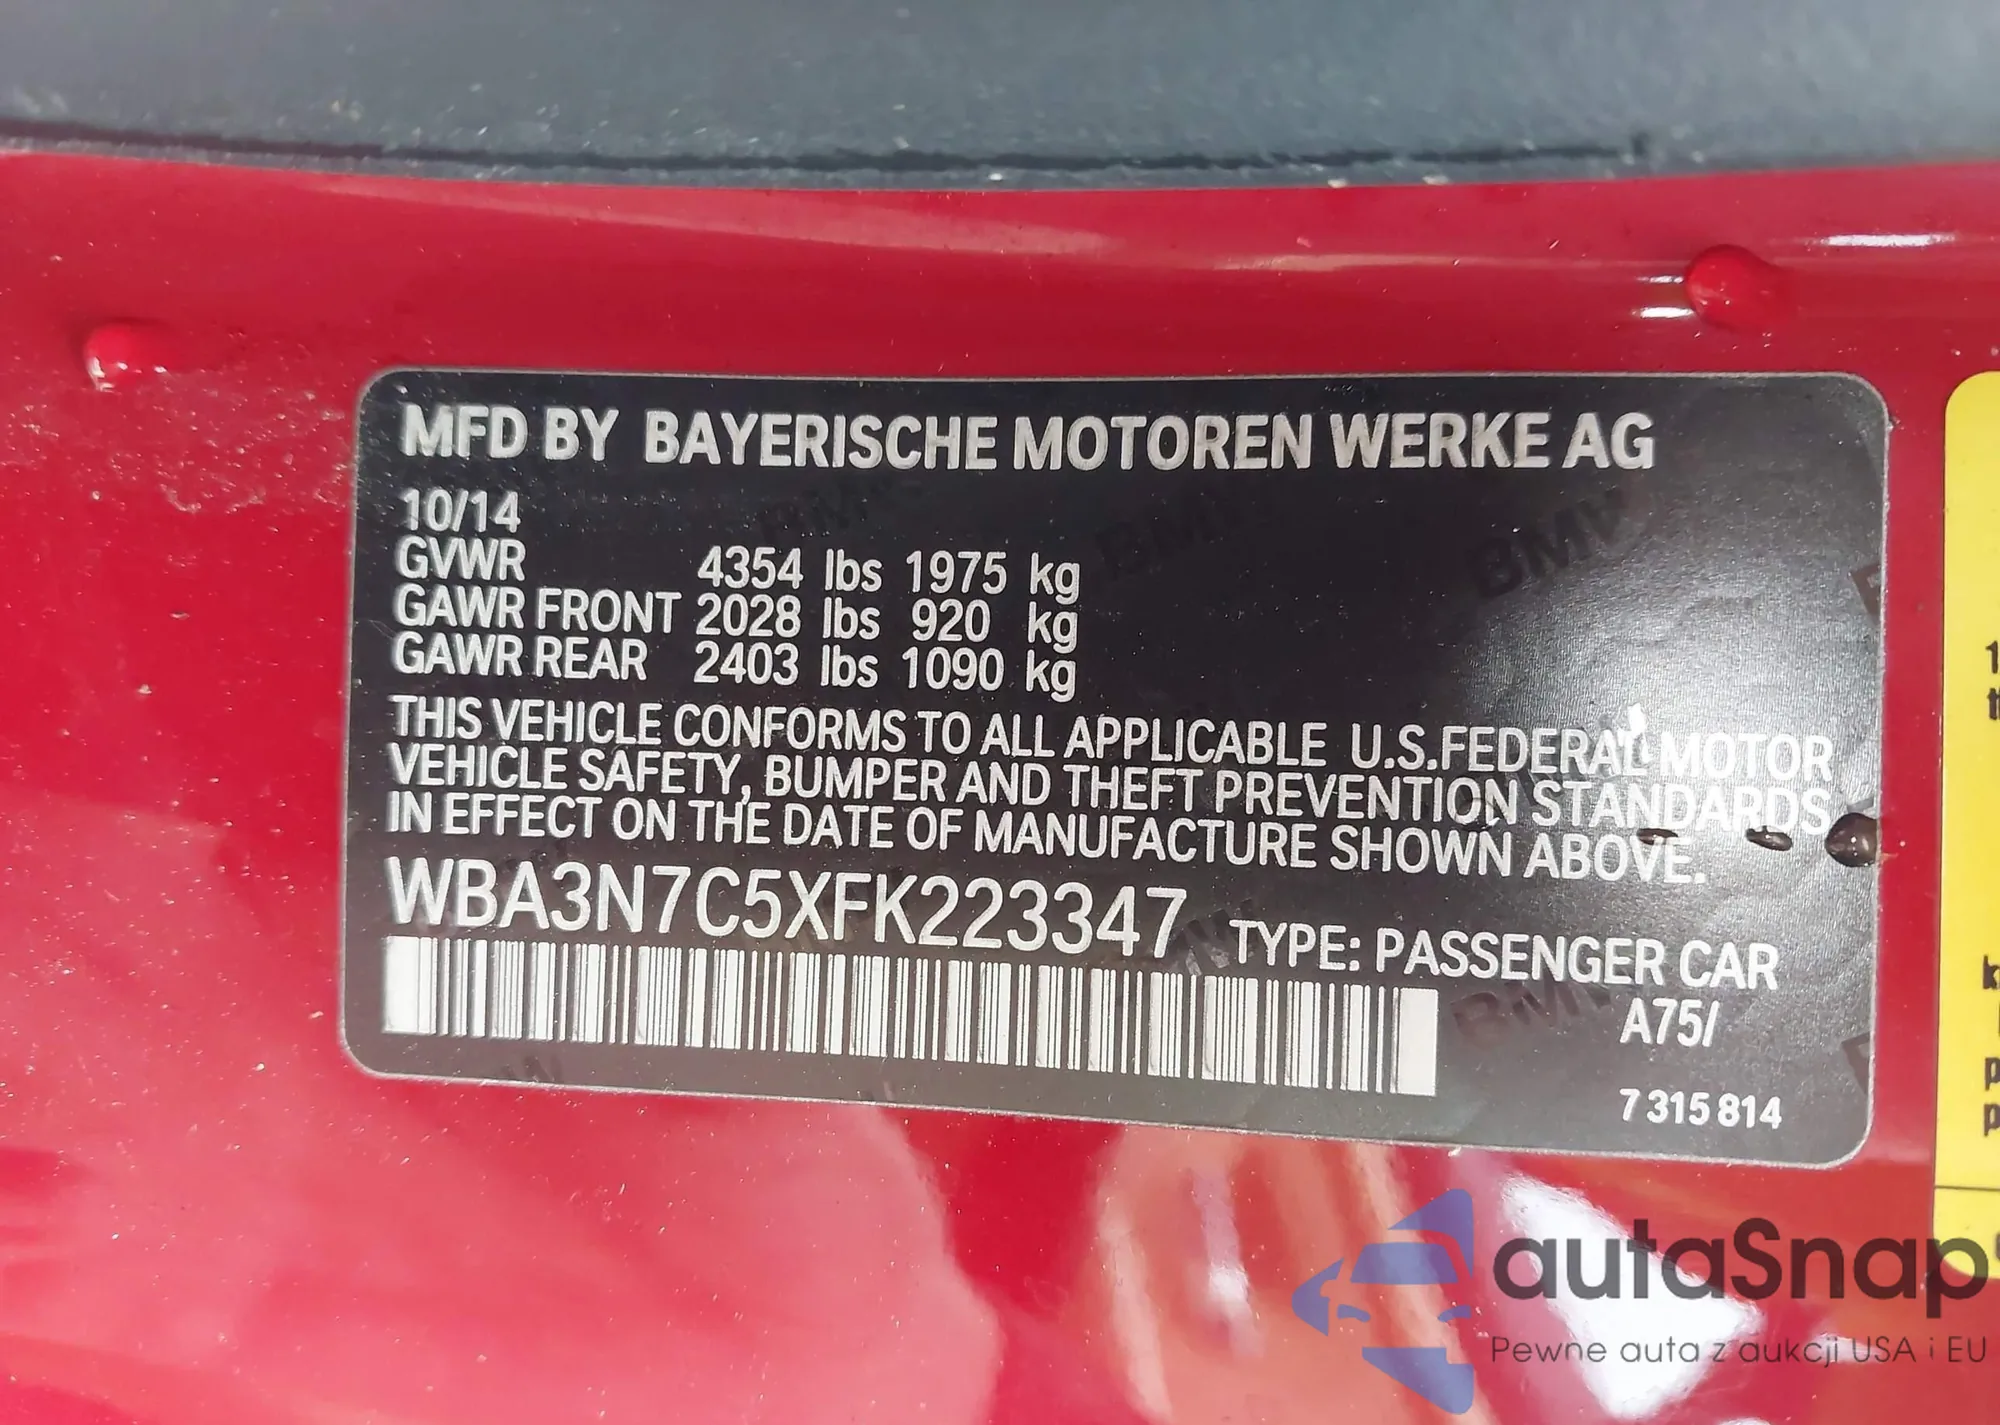 MFD BY BAYERISCHE MOTOREN WERKE AG
10/14
GVWR 4354 lbs 1975 kg
GAWR FRONT 2028 lbs 920 kg
GAWR REAR 2403 lbs 1090 kg
THIS VEHICLE CONFORMS TO ALL APPLICABLE U.S.FEDERAL MOTOR
VEHICLE SAFETY, BUMPER AND THEFT PREVENTION STANDARDS
IN EFFECT ON THE DATE OF MANUFACTURE SHOWN ABOVE.
WBA3N7C5XFK223347
TYPE: PASSENGER CAR
A75/
7 315 814
autaSnap
Pewne auta z aukcji USA i EU